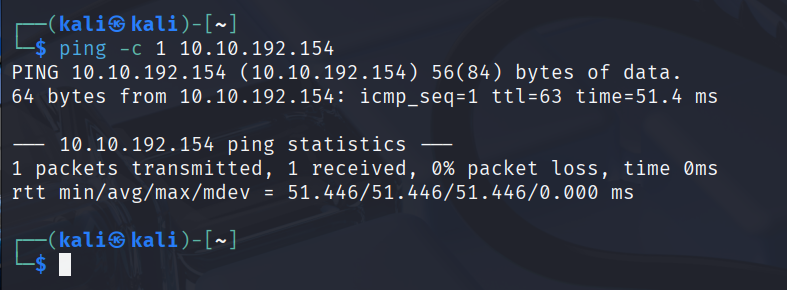 ┌──(kali㉿kali)-[~]
└─$ ping -c 1 10.10.192.154
PING 10.10.192.154 (10.10.192.154) 56(84) bytes of data.
64 bytes from 10.10.192.154: icmp_seq=1 ttl=63 time=51.4 ms
--- 10.10.192.154 ping statistics ---
1 packets transmitted, 1 received, 0% packet loss, time 0ms
rtt min/avg/max/mdev = 51.446/51.446/51.446/0.000 ms
┌──(kali㉿kali)-[~]
└─$